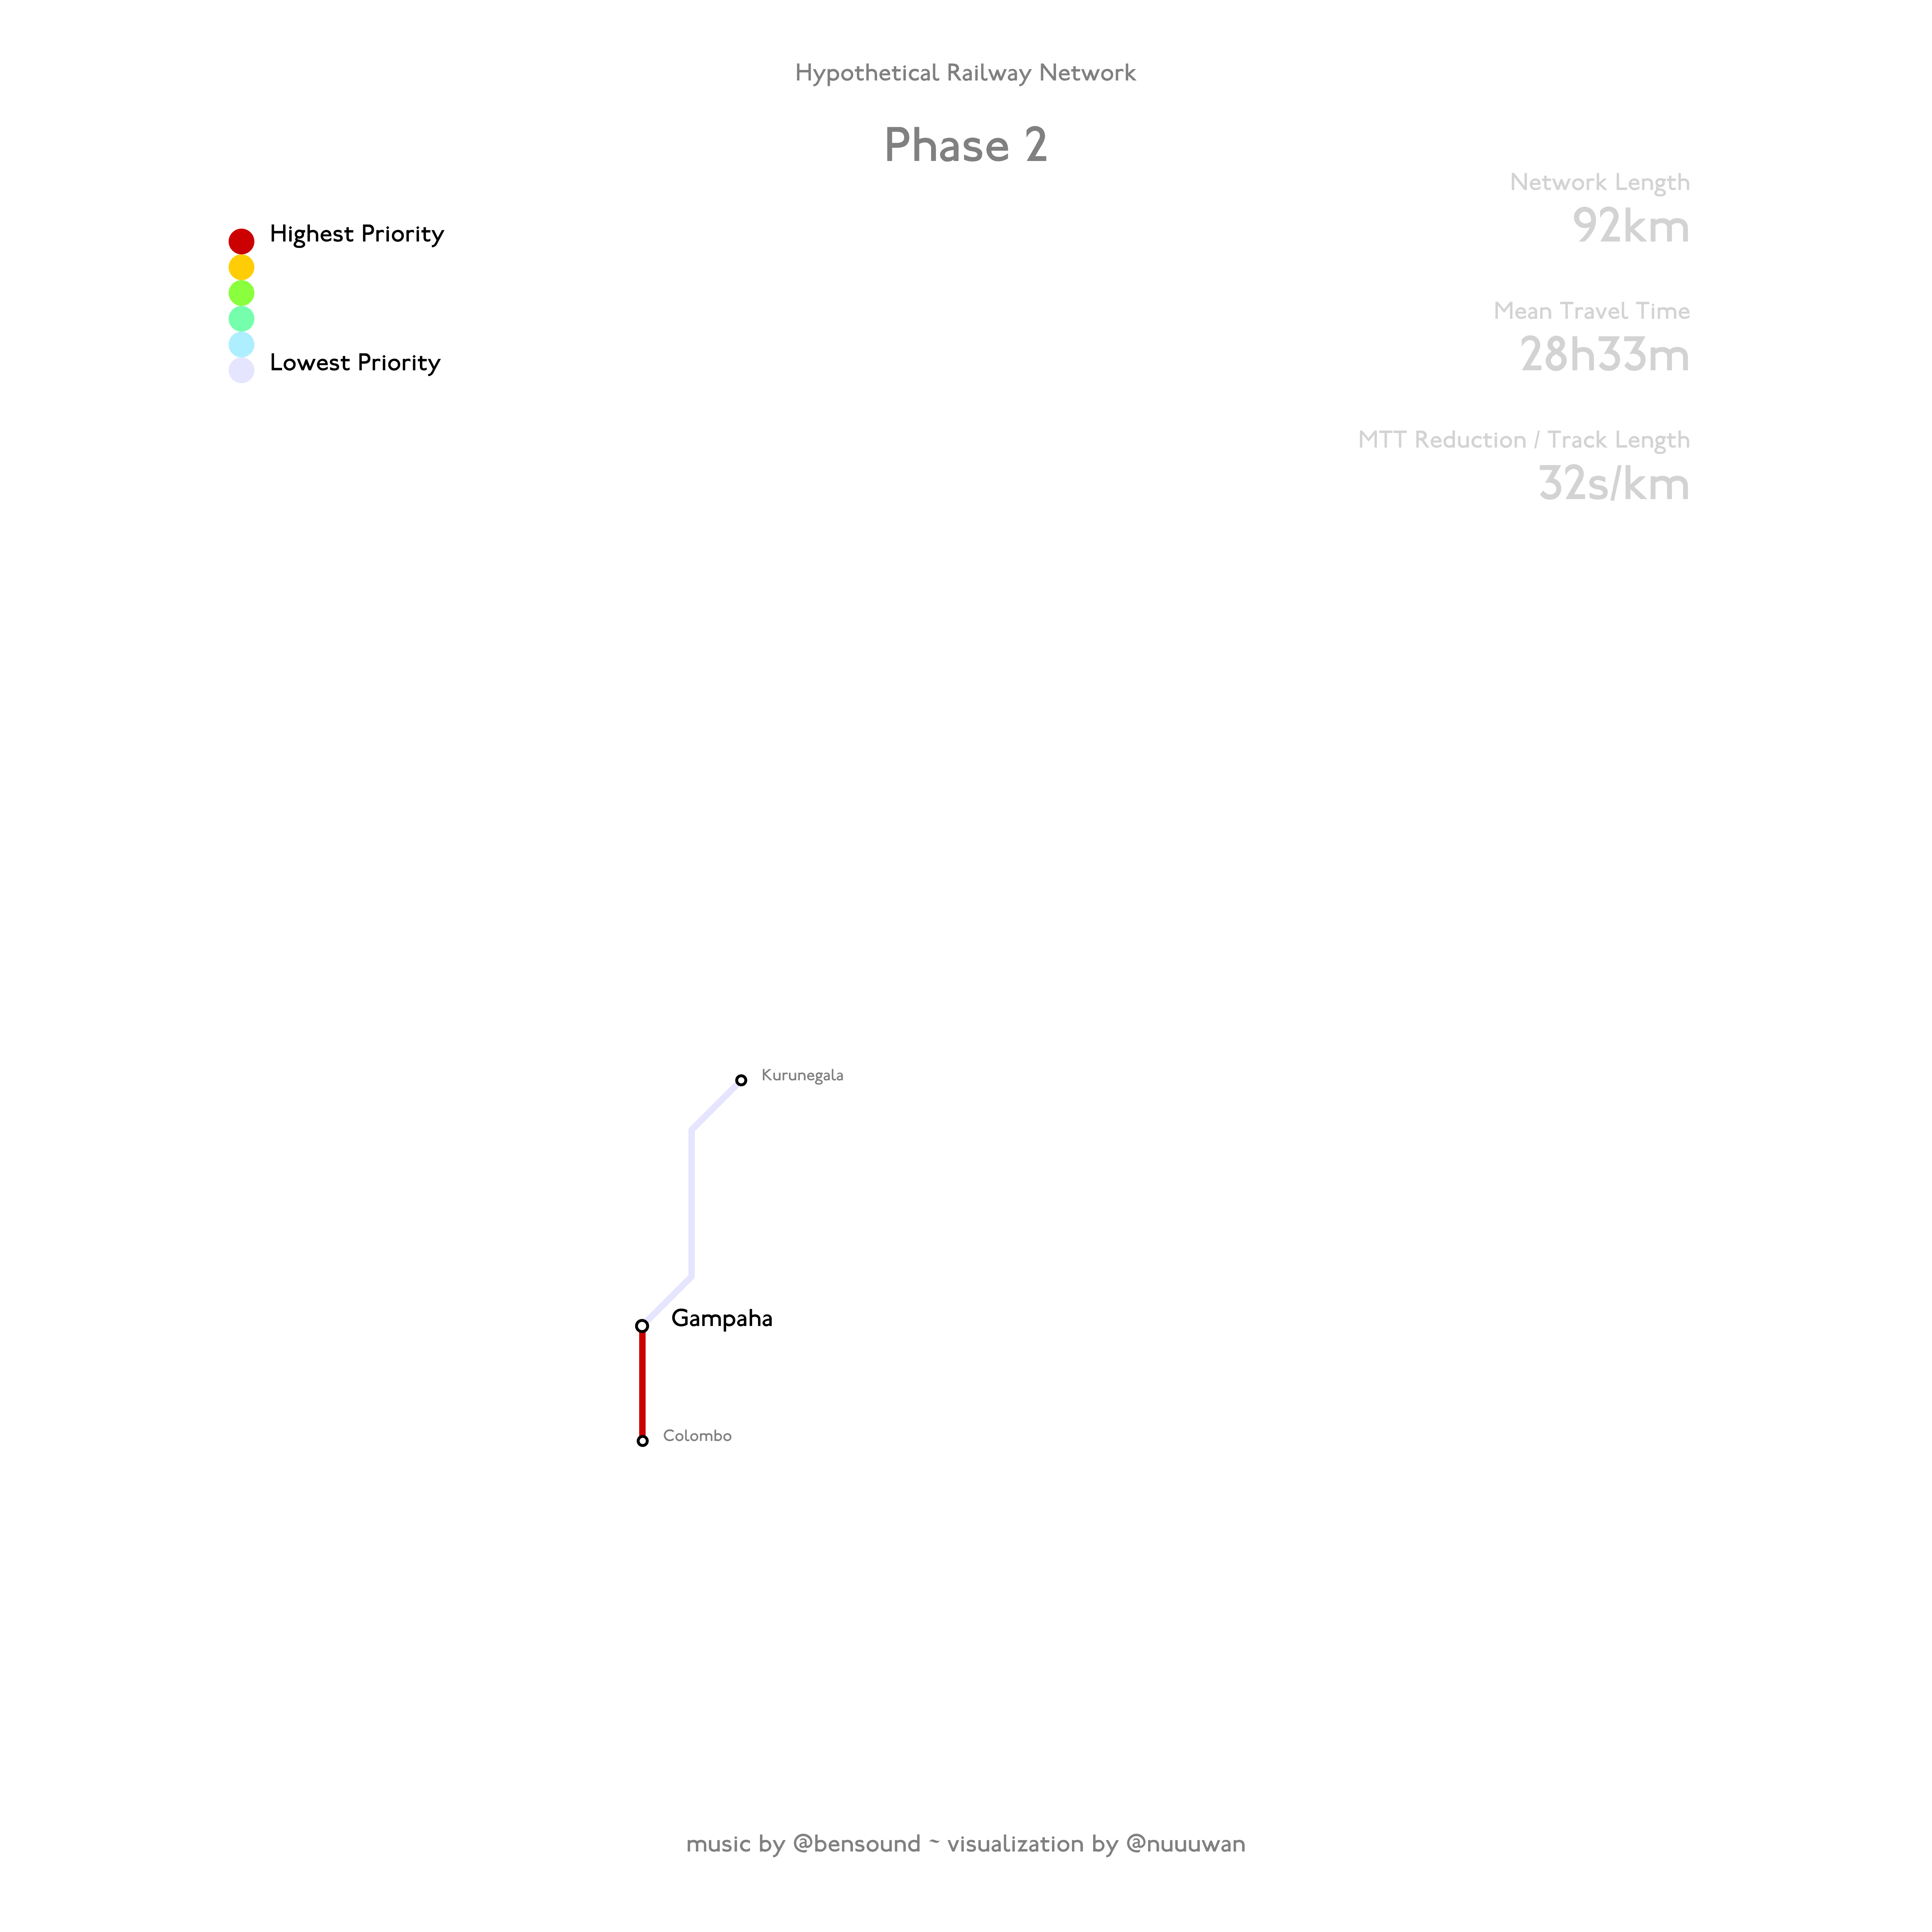 Hypothetical Railway Network
Phase 2
Network Length
92km
Highest Priority
Mean Travel Time
28h33m
Lowest Priority
MTT Reduction / Track Length
32s/km
Kurunegala
Gampaha
Colombo
music by @bensound ~ visualization by @nuuuwan